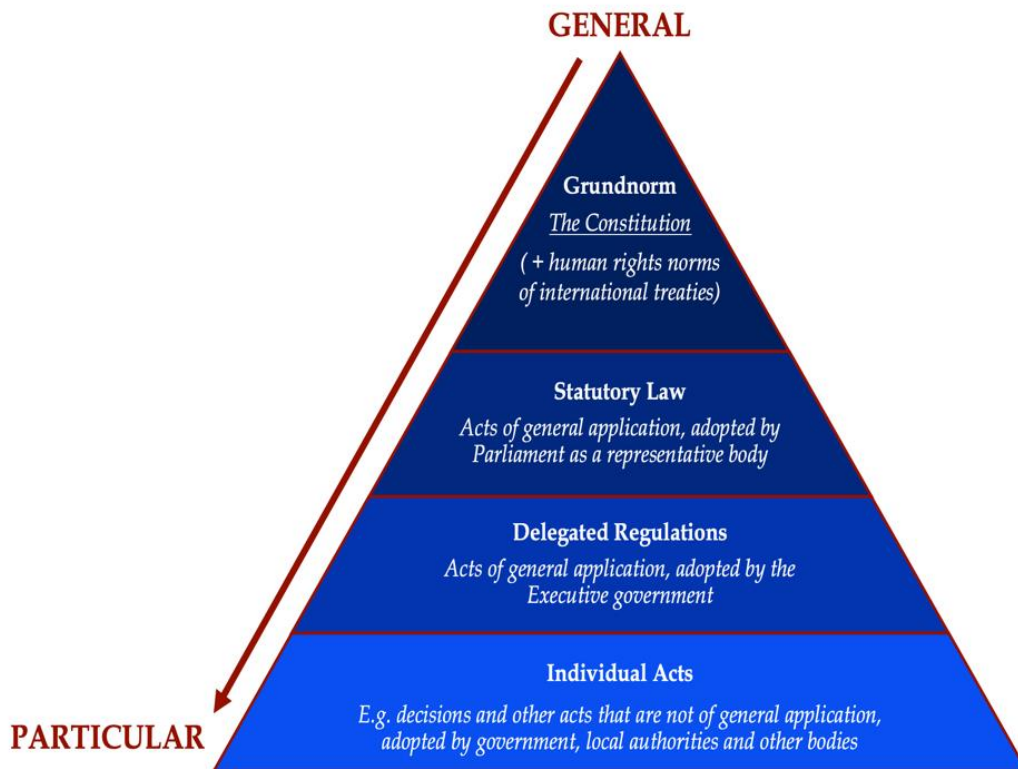 GENERAL
Grundnorm
The Constitution
( + human rights norms
of international treaties)
Statutory Law
Acts of general application, adopted by
Parliament as a representative body
Delegated Regulations
Acts of general application, adopted by the
Executive government
Individual Acts
E.g. decisions and other acts that are not of general application,
adopted by government, local authorities and other bodies
PARTICULAR